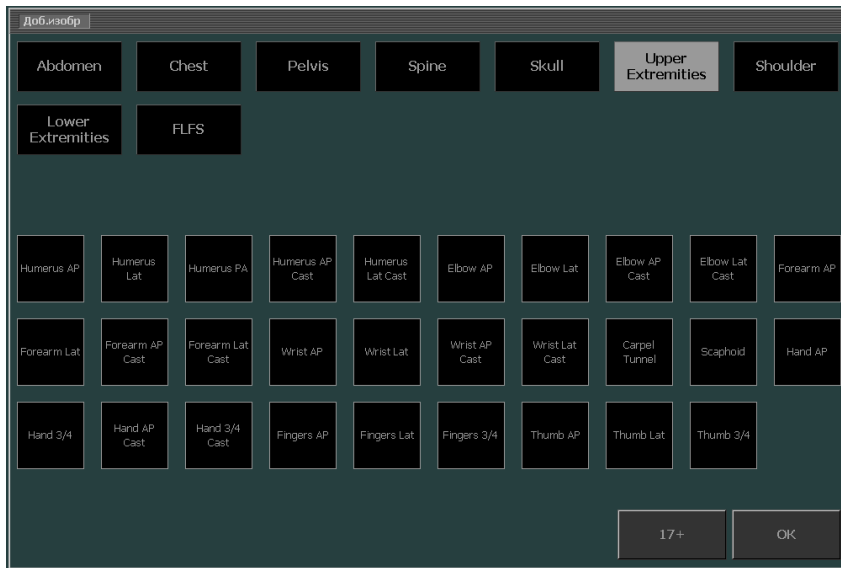 Доб.изобр
Abdomen
Chest
Pelvis
Spine
Skull
Upper
Extremities
Shoulder
Lower
Extremities
FLFS
Humerus AP
Humerus
Lat
Humerus PA
Humerus AP
Cast
Humerus
Lat Cast
Elbow AP
Elbow Lat
Elbow AP
Cast
Elbow Lat
Cast
Forearm AP
Forearm Lat
Forearm AP
Cast
Forearm Lat
Cast
Wrist AP
Wrist Lat
Wrist AP
Cast
Wrist Lat
Cast
Carpel
Tunnel
Scaphoid
Hand AP
Hand 3/4
Hand AP
Cast
Hand 3/4
Cast
Fingers AP
Fingers Lat
Fingers 3/4
Thumb AP
Thumb Lat
Thumb 3/4
17+
OK